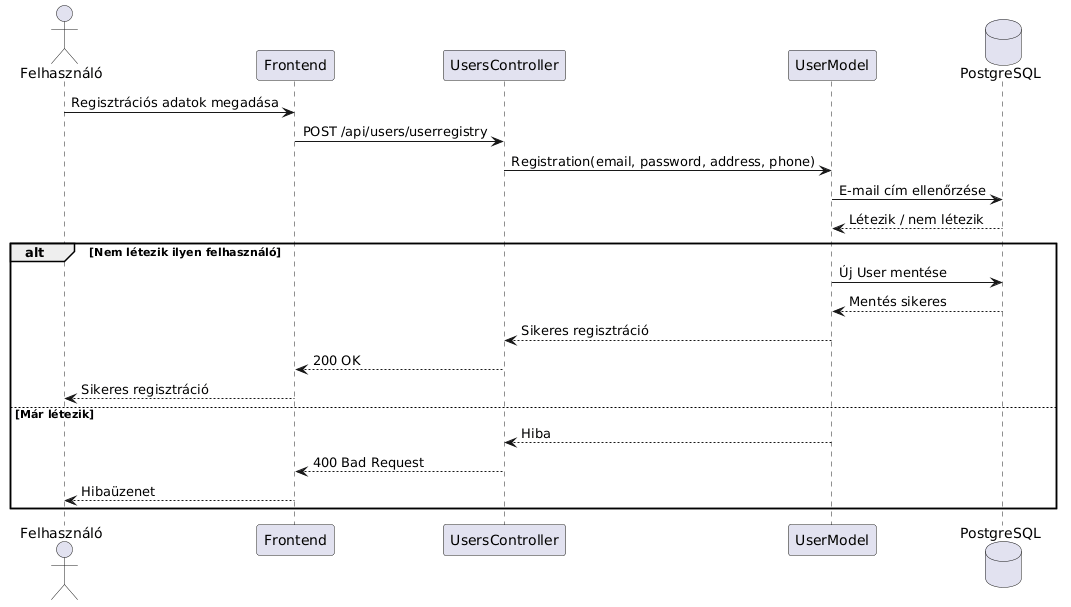 Felhasználó
Frontend
UsersController
UserModel
PostgreSQL
Regisztrációs adatok megadása
POST /api/users/userregistry
Registration(email, password, address, phone)
E-mail cím ellenőrzése
Létezik / nem létezik
alt
[Nem létezik ilyen felhasználó]
Új User mentése
Mentés sikeres
Sikeres regisztráció
200 OK
Sikeres regisztráció
[Már létezik]
Hiba
400 Bad Request
Hibaüzenet
Felhasználó
Frontend
UsersController
UserModel
PostgreSQL